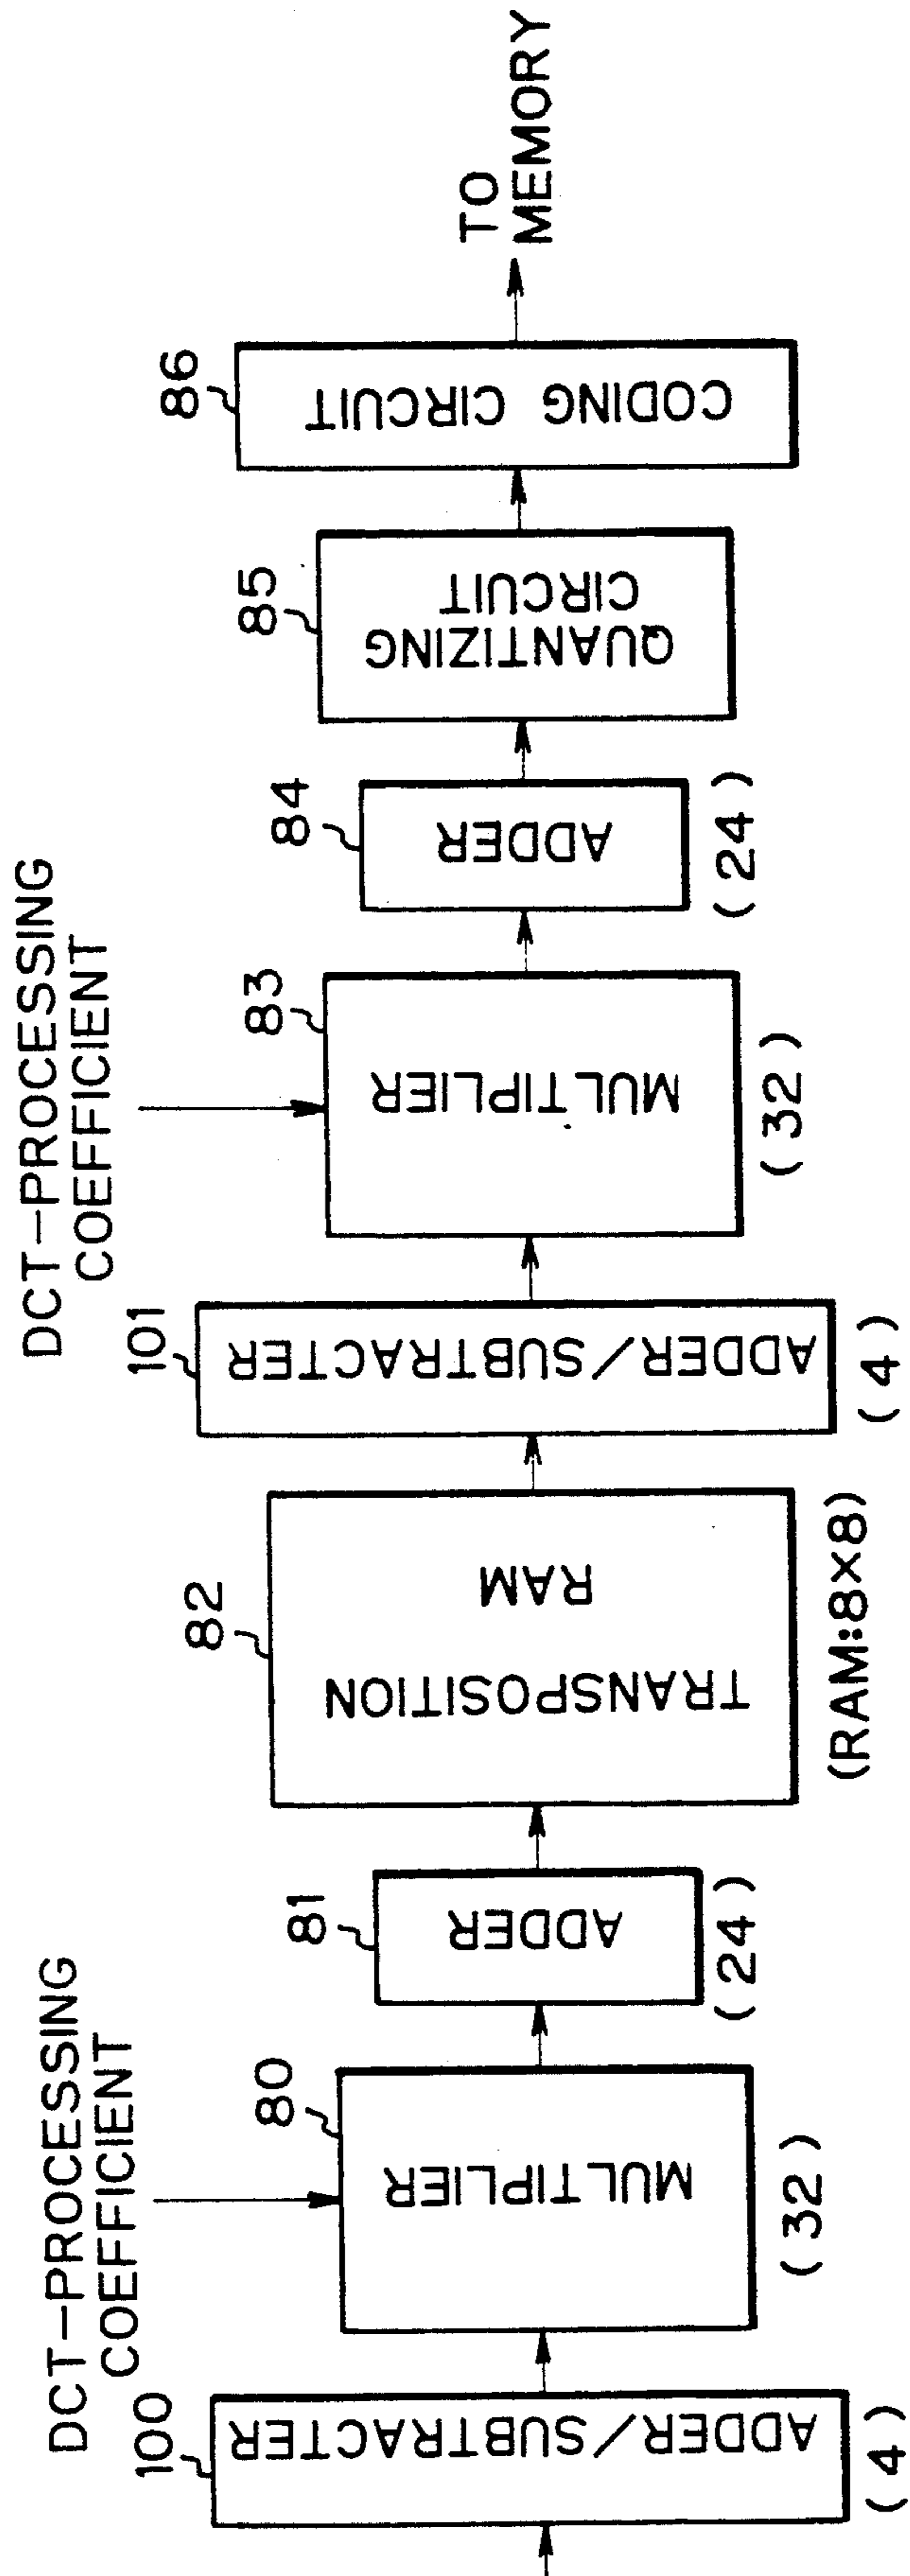 DCT-PROCESSING
COEFFICIENT
DCT-PROCESSING
COEFFICIENT
100
ADDER/SUBTRACTER
(4)
80
MULTIPLIER
(32)
81
ADDER
(24)
82
TRANSPOSITION
RAM
(RAM:8×8)
101
ADDER/SUBTRACTER
(4)
83
MULTIPLIER
(32)
84
ADDER
(24)
85
QUANTIZING
CIRCUIT
86
CODING CIRCUIT
TO
MEMORY